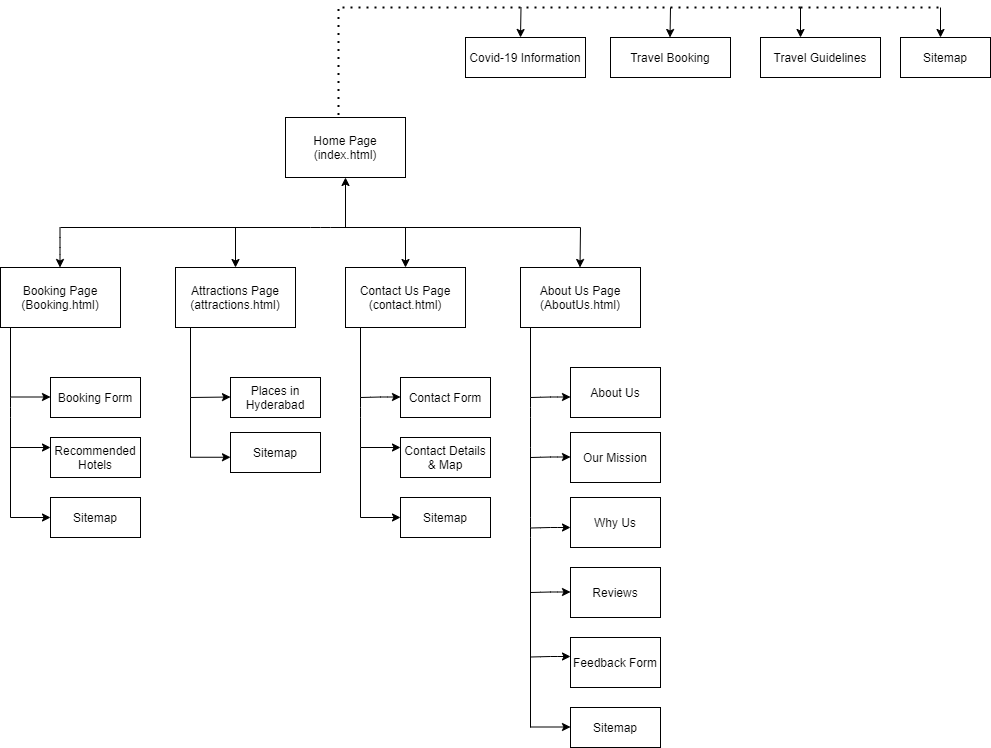 Covid-19 Information
Travel Booking
Travel Guidelines
Sitemap
Home Page
(index.html)
Booking Page
(Booking.html)
Attractions Page
(attractions.html)
Contact Us Page
(contact.html)
About Us Page
(AboutUs.html)
Booking Form
Recommended
Hotels
Sitemap
Places in
Hyderabad
Sitemap
Contact Form
Contact Details
& Map
Sitemap
About Us
Our Mission
Why Us
Reviews
Feedback Form
Sitemap